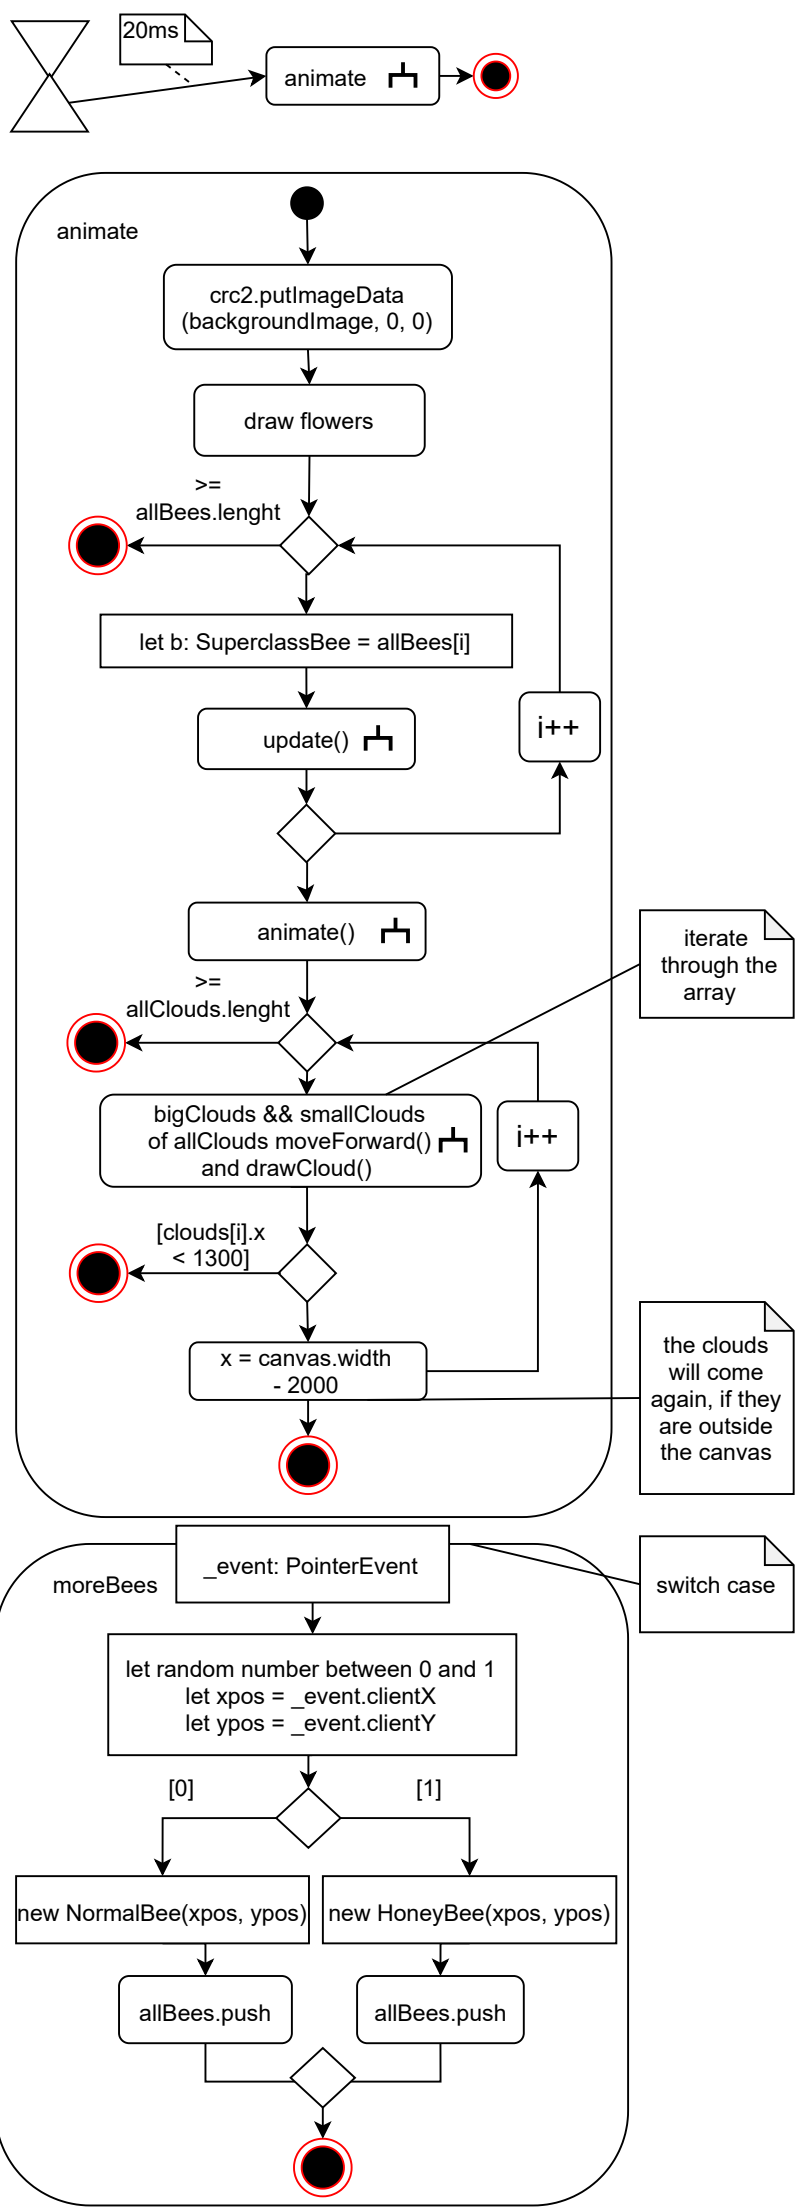 20ms
animate
animate
crc2.putImageData
(backgroundImage, 0, 0)
draw flowers
>=
allBees.lenght
let b: SuperclassBee = allBees[i]
update()
i++
animate()
iterate
through the
array
>=
allClouds.lenght
bigClouds && smallClouds
of allClouds moveForward()
and drawCloud()
i++
[clouds[i].x
< 1300]
x = canvas.width
- 2000
the clouds
will come
again, if they
are outside
the canvas
_event: PointerEvent
moreBees
switch case
let random number between 0 and 1
let xpos = _event.clientX
let ypos = _event.clientY
[0]
[1]
new NormalBee(xpos, ypos)
new HoneyBee(xpos, ypos)
allBees.push
allBees.push